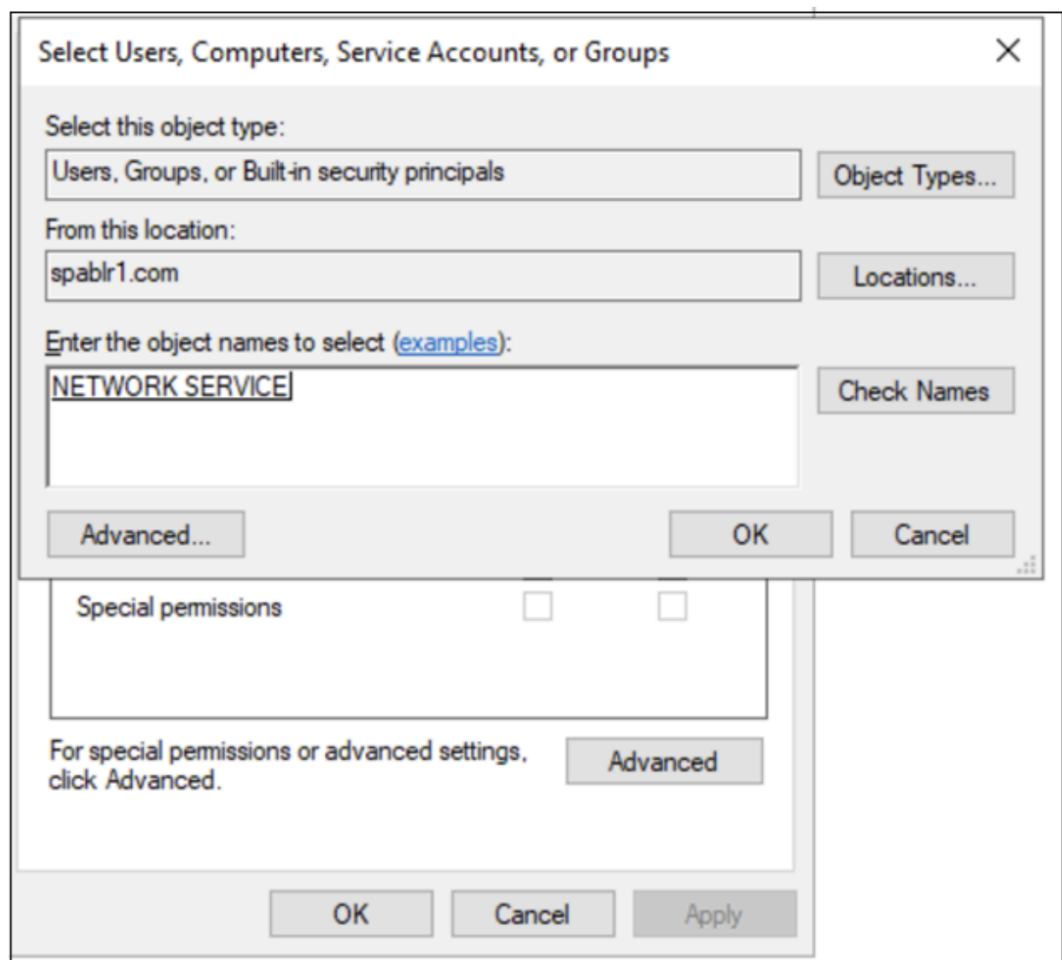 Select Users, Computers, Service Accounts, or Groups
Select this object type:
Users, Groups, or Built-in security principals
Object Types...
From this location:
spablr1.com
Locations...
Enter the object names to select (examples):
NETWORK SERVICE
Check Names
Advanced...
OK
Cancel
Special permissions
For special permissions or advanced settings,
click Advanced.
Advanced
OK
Cancel
Apply